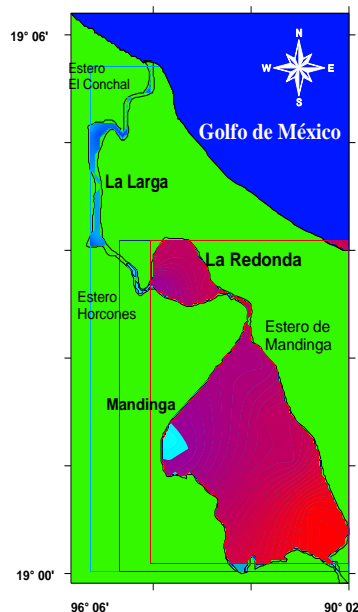 19° 06'
Estero
El Conchal
N
W E
S
Golfo de México
La Larga
La Redonda
Estero
Horcones
Estero de
Mandinga
Mandinga
19° 00'
96° 06' 90° 02